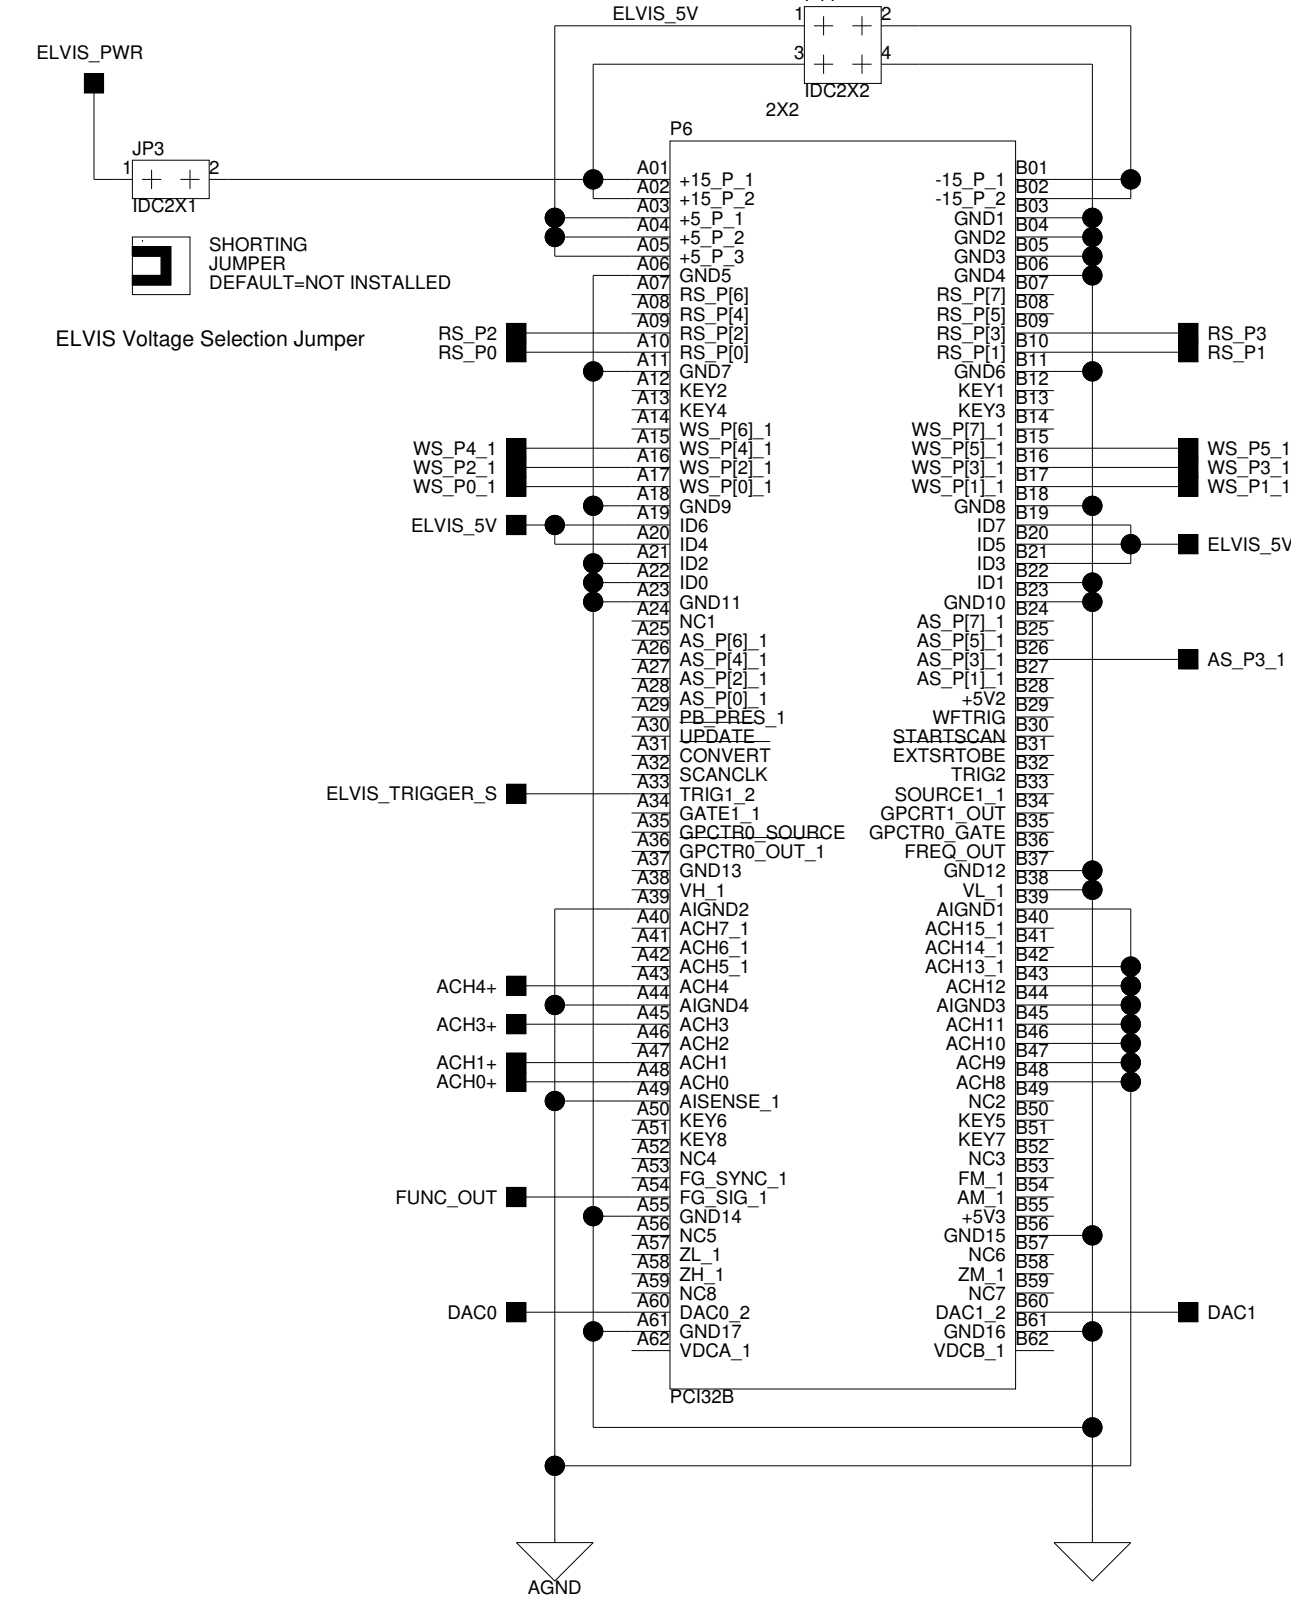 ELVIS_5V 1 2
ELVIS_PWR
3 4
IDC2X2
2X2
P6
JP3
1 2
IDC2X1
SHORTING
JUMPER
DEFAULT=NOT INSTALLED
ELVIS Voltage Selection Jumper
A01 +15_P_1 -15_P_1 B01
A02 +15_P_2 -15_P_2 B02
A03 +5_P_1 GND1 B03
A04 +5_P_2 GND2 B04
A05 +5_P_3 GND3 B05
A06 GND5 GND4 B06
A07 RS_P[6] RS_P[7] B07
A08 RS_P[4] RS_P[5] B08
RS_P2 A09 RS_P[2] RS_P[3] B09 RS_P3
RS_P0 A10 RS_P[0] RS_P[1] B10 RS_P1
A11 GND7 GND6 B11
A12 KEY2 KEY1 B12
A13 KEY4 KEY3 B13
A14 WS_P[6]_1 WS_P[7]_1 B14
WS_P4_1 A15 WS_P[4]_1 WS_P[5]_1 B15 WS_P5_1
WS_P2_1 A16 WS_P[2]_1 WS_P[3]_1 B16 WS_P3_1
WS_P0_1 A17 WS_P[0]_1 WS_P[1]_1 B17 WS_P1_1
A18 GND9 GND8 B18
ELVIS_5V A19 ID6 ID7 B19
A20 ID4 ID5 B20 ELVIS_5V
A21 ID2 ID3 B21
A22 ID0 ID1 B22
A23 GND11 GND10 B23
A24 NC1 AS_P[7]_1 B24
A25 AS_P[6]_1 AS_P[5]_1 B25
A26 AS_P[4]_1 AS_P[3]_1 B26 AS_P3_1
A27 AS_P[2]_1 AS_P[1]_1 B27
A28 AS_P[0]_1 +5V2 B28
A29 PB_PRES_1 WFTRIG B29
A30 UPDATE STARTSCAN B30
A31 CONVERT EXTSRTOBE B31
A32 SCANCLK TRIG2 B32
ELVIS_TRIGGER_S A33 TRIG1_2 SOURCE1_1 B33
A34 GATE1_1 GPCRT1_OUT B34
A35 GPCTR0_SOURCE GPCTR0_GATE B35
A36 GPCTR0_OUT_1 FREQ_OUT B36
A37 GND13 GND12 B37
A38 VH_1 VL_1 B38
A39 AIGND2 AIGND1 B39
A40 ACH7_1 ACH15_1 B40
A41 ACH6_1 ACH14_1 B41
A42 ACH5_1 ACH13_1 B42
ACH4+ A43 ACH4 ACH12 B43
A44 AIGND4 AIGND3 B44
ACH3+ A45 ACH3 ACH11 B45
A46 ACH2 ACH10 B46
ACH1+ A47 ACH1 ACH9 B47
ACH0+ A48 ACH0 ACH8 B48
A49 AISENSE_1 NC2 B49
A50 KEY6 KEY5 B50
A51 KEY8 KEY7 B51
A52 NC4 NC3 B52
A53 FG_SYNC_1 FM_1 B53
FUNC_OUT A54 FG_SIG_1 AM_1 B54
A55 GND14 +5V3 B55
A56 NC5 GND15 B56
A57 ZL_1 NC6 B57
A58 ZH_1 ZM_1 B58
A59 NC8 NC7 B59
DAC0 A60 DAC0_2 DAC1_2 B60 DAC1
A61 GND17 GND16 B61
A62 VDCA_1 VDCB_1 B62
PCI32B
AGND